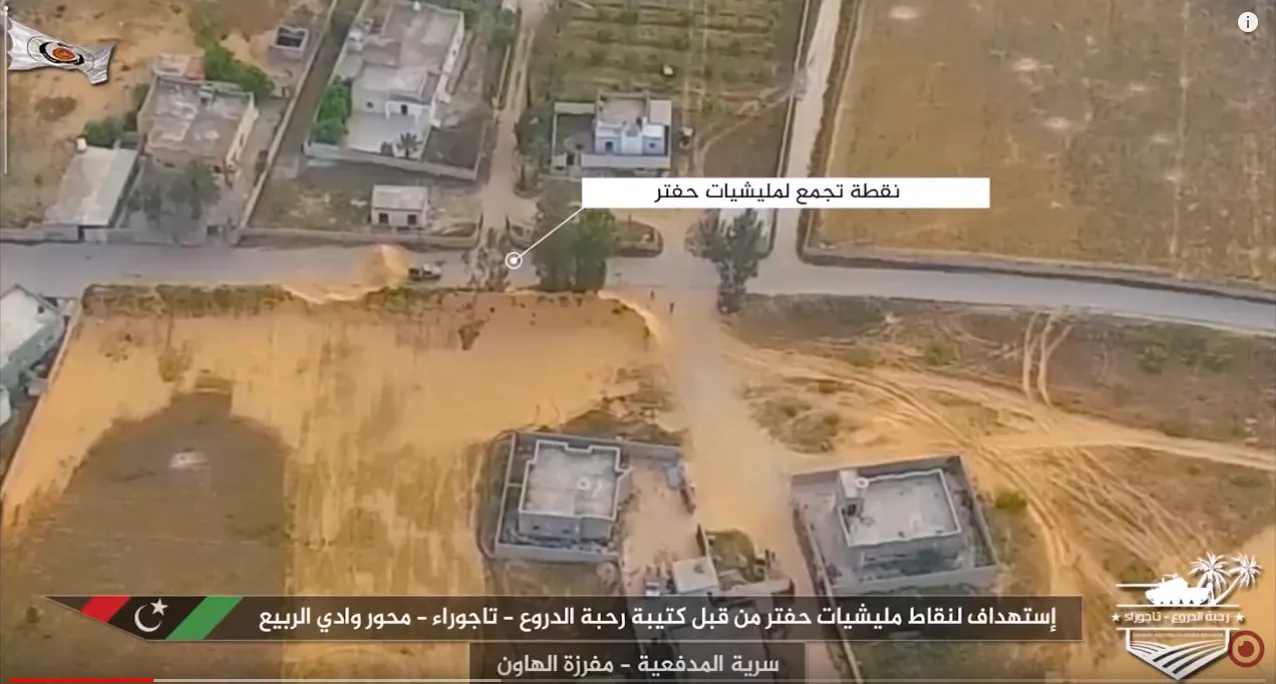 نقطة تجمع لمليشيات حفتر
إستهداف لنقاط مليشيات حفتر من قبل كتيبة رحبة الدروع - تاجوراء - محور وادي الربيع
سرية المدفعية - مفرزة الهاون
رحبة الدروع - تاجوراء